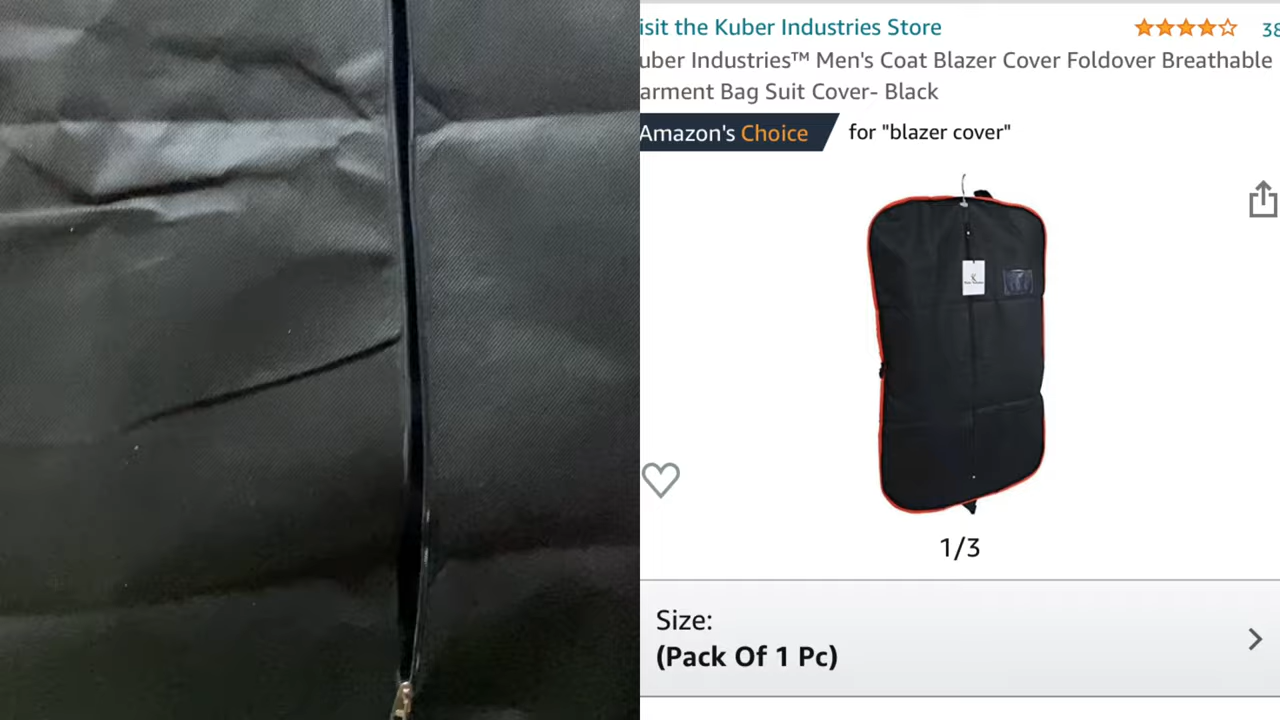 isit the Kuber Industries Store
38
uber Industries™ Men's Coat Blazer Cover Foldover Breathable
arment Bag Suit Cover- Black
Amazon's Choice for "blazer cover"
1/3
Size:
(Pack Of 1 Pc)